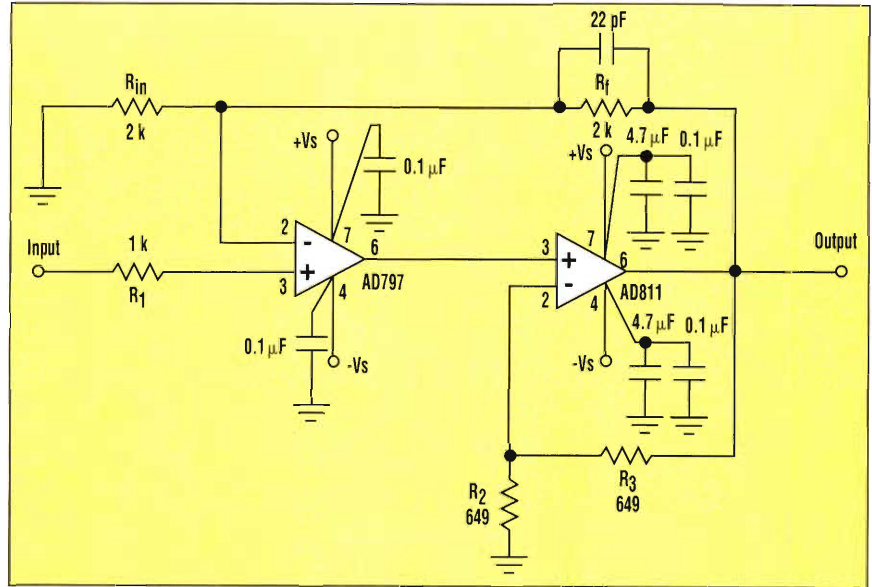 22 pF
Rin
2 k
Rf
2 k
+Vs
0.1 μF
+Vs
4.7 μF
0.1 μF
Input
1 k
R1
2
-
7
6
3
+
4
AD797
0.1 μF
-Vs
3
+
7
6
2
-
4
AD811
Output
4.7 μF
0.1 μF
-Vs
R2
649
R3
649